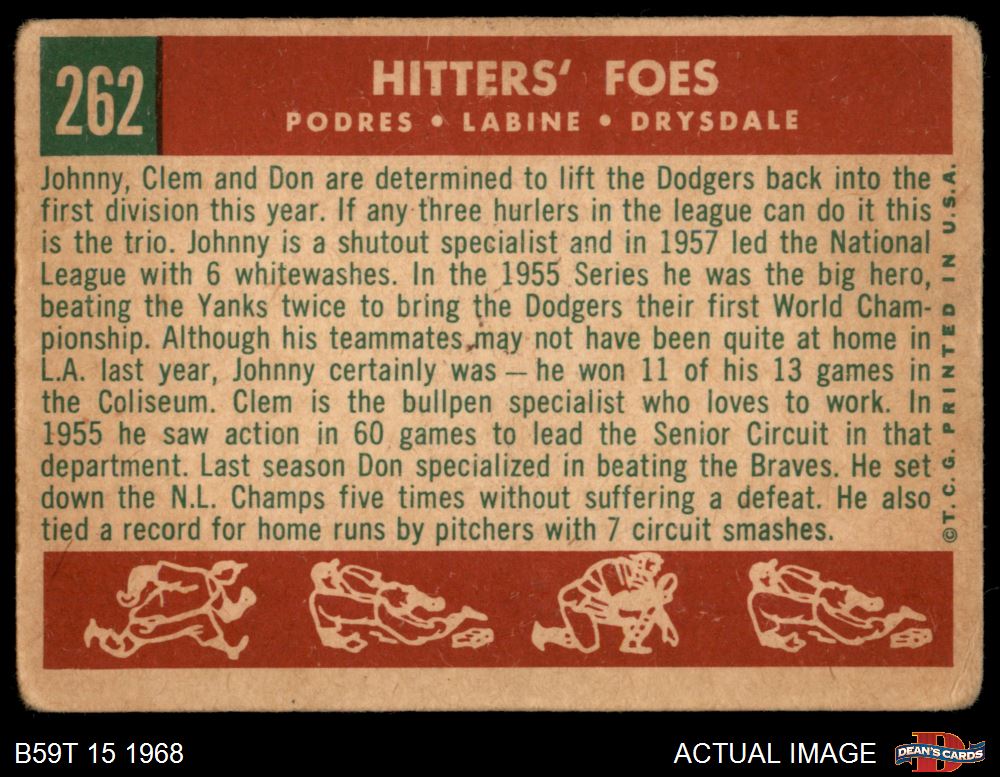 262
HITTERS' FOES
PODRES • LABINE • DRYSDALE
Johnny, Clem and Don are determined to lift the Dodgers back into the
first division this year. If any three hurlers in the league can do it this
is the trio. Johnny is a shutout specialist and in 1957 led the National
League with 6 whitewashes. In the 1955 Series he was the big hero,
beating the Yanks twice to bring the Dodgers their first World Cham-
pionship. Although his teammates may not have been quite at home in
L.A. last year, Johnny certainly was — he won 11 of his 13 games in
the Coliseum. Clem is the bullpen specialist who loves to work. In
1955 he saw action in 60 games to lead the Senior Circuit in that
department. Last season Don specialized in beating the Braves. He set
down the N.L. Champs five times without suffering a defeat. He also
tied a record for home runs by pitchers with 7 circuit smashes.
©T. C. G. PRINTED IN U.S.A.
B59T 15 1968
ACTUAL IMAGE
DEAN'S CARDS